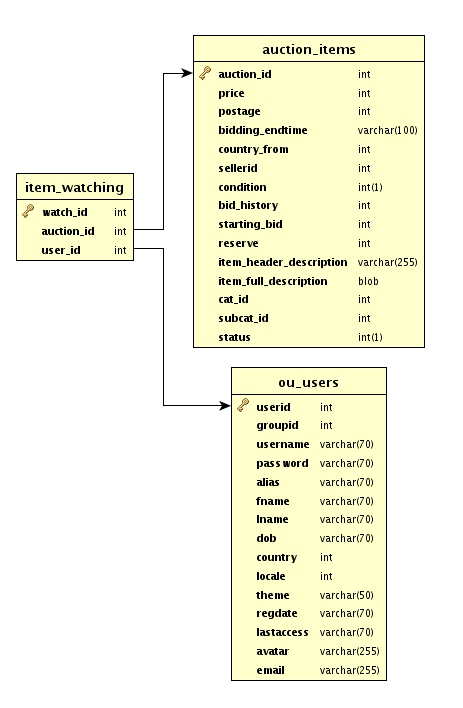 auction_items
auction_id int
price int
postage int
bidding_endtime varchar(100)
country_from int
sellerid int
condition int(1)
bid_history int
starting_bid int
reserve int
item_header_description varchar(255)
item_full_description blob
cat_id int
subcat_id int
status int(1)
item_watching
watch_id int
auction_id int
user_id int
ou_users
userid int
groupid int
username varchar(70)
password varchar(70)
alias varchar(70)
fname varchar(70)
lname varchar(70)
dob varchar(70)
country int
locale int
theme varchar(50)
regdate varchar(70)
lastaccess varchar(70)
avatar varchar(255)
email varchar(255)